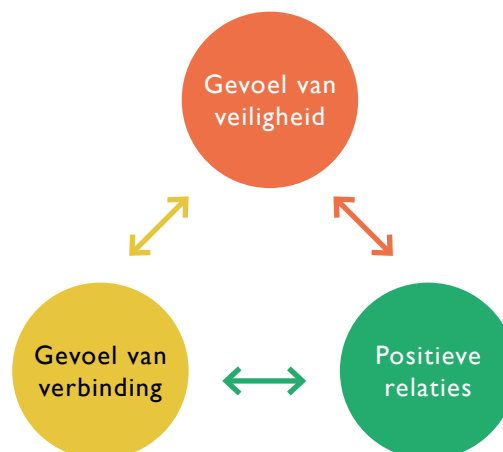 Gevoel van
veiligheid
Gevoel van
verbinding
Positieve
relaties